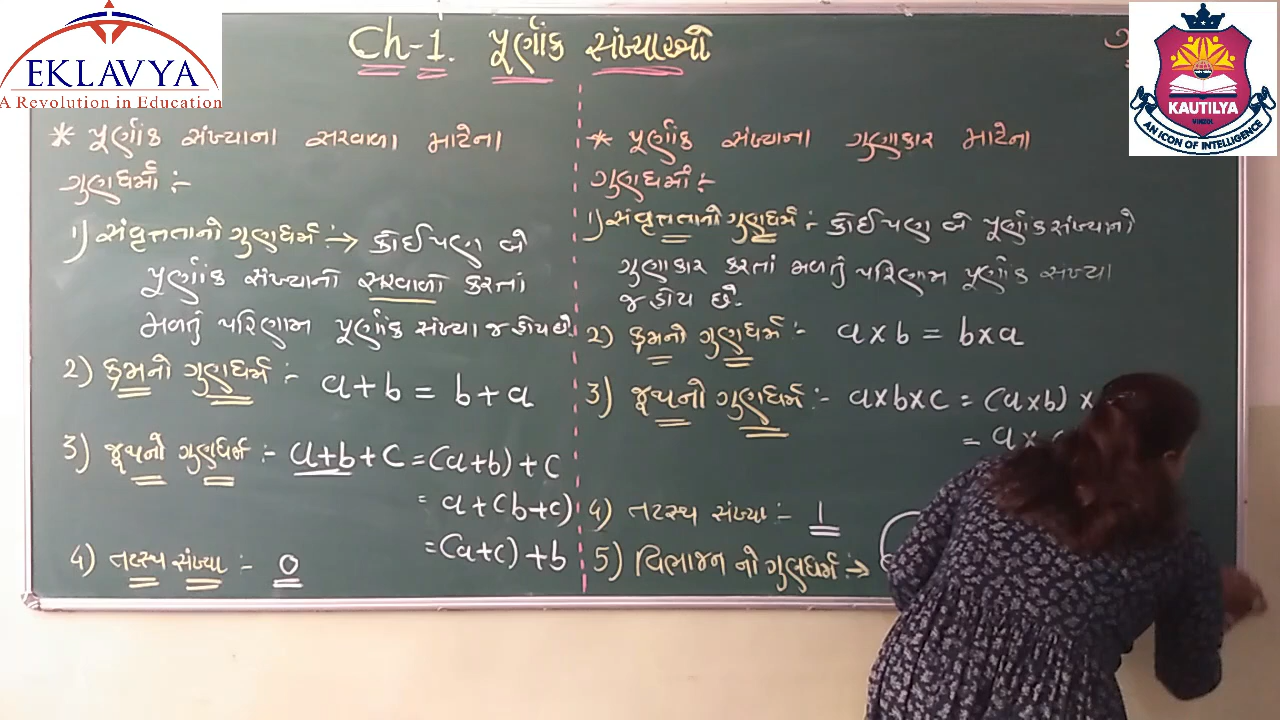 EKLAVYA
A Revolution in Education
KAUTILYA
AN ICON OF INTELLIGENCE
Ch-1. પૂર્ણાંક સંખ્યાઓ
* પૂર્ણાંક સંખ્યાના સરવાળા માટેના
ગુણધર્મો :-
1) સંવૃત્તતાનો ગુણધર્મ :-> કોઈપણ બે
પૂર્ણાંક સંખ્યાનો સરવાળો કરતાં
મળતું પરિણામ પૂર્ણાંક સંખ્યા જ હોય છે.
2) ક્રમનો ગુણધર્મ :- a+b = b+a
3) જૂથનો ગુણધર્મ :- a+b+c = (a+b)+c
= a+(b+c)
= (a+c)+b
4) તટસ્થ સંખ્યા :- 0
* પૂર્ણાંક સંખ્યાના ગુણાકાર માટેના
ગુણધર્મો :-
1) સંવૃત્તતાનો ગુણધર્મ :- કોઈપણ બે પૂર્ણાંક સંખ્યાનો
ગુણાકાર કરતાં મળતું પરિણામ પૂર્ણાંક સંખ્યા
જ હોય છે.
2) ક્રમનો ગુણધર્મ :- a×b = b×a
3) જૂથનો ગુણધર્મ :- a×b×c = (a×b) ×
= a ×
4) તટસ્થ સંખ્યા :- 1
5) વિભાજન નો ગુણધર્મ :->